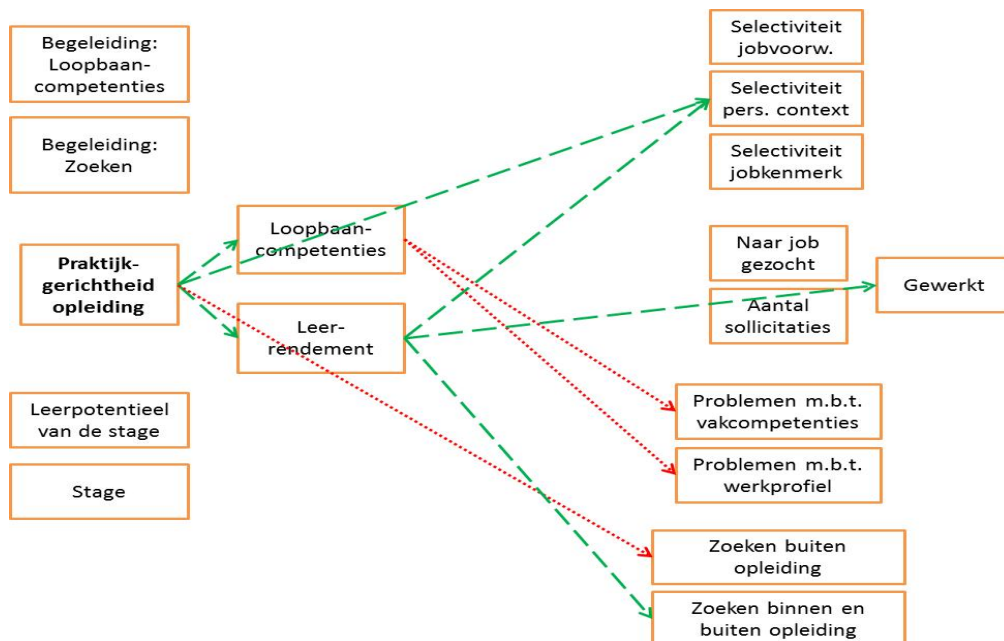 Begeleiding:
Loopbaan-
competenties
Begeleiding:
Zoeken
Praktijk-
gerichtheid
opleiding
Leerpotentieel
van de stage
Stage
Loopbaan-
competenties
Leer-
rendement
Selectiviteit
jobvoorw.
Selectiviteit
pers. context
Selectiviteit
jobkenmerk
Naar job
gezocht
Aantal
sollicitaties
Gewerkt
Problemen m.b.t.
vakcompetenties
Problemen m.b.t.
werkprofiel
Zoeken buiten
opleiding
Zoeken binnen en
buiten opleiding